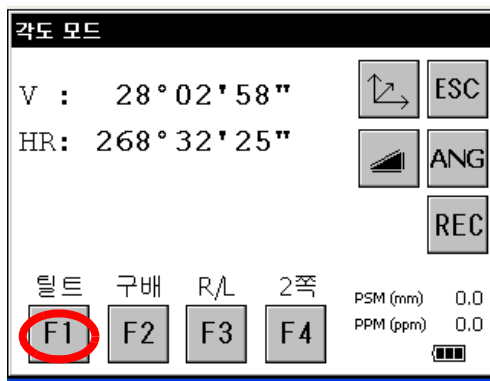 각도 모드
V : 28°02'58" ESC
HR: 268°32'25" ANG
REC
틸트 구배 R/L 2쪽
F1 F2 F3 F4
PSM (mm) 0.0
PPM (ppm) 0.0